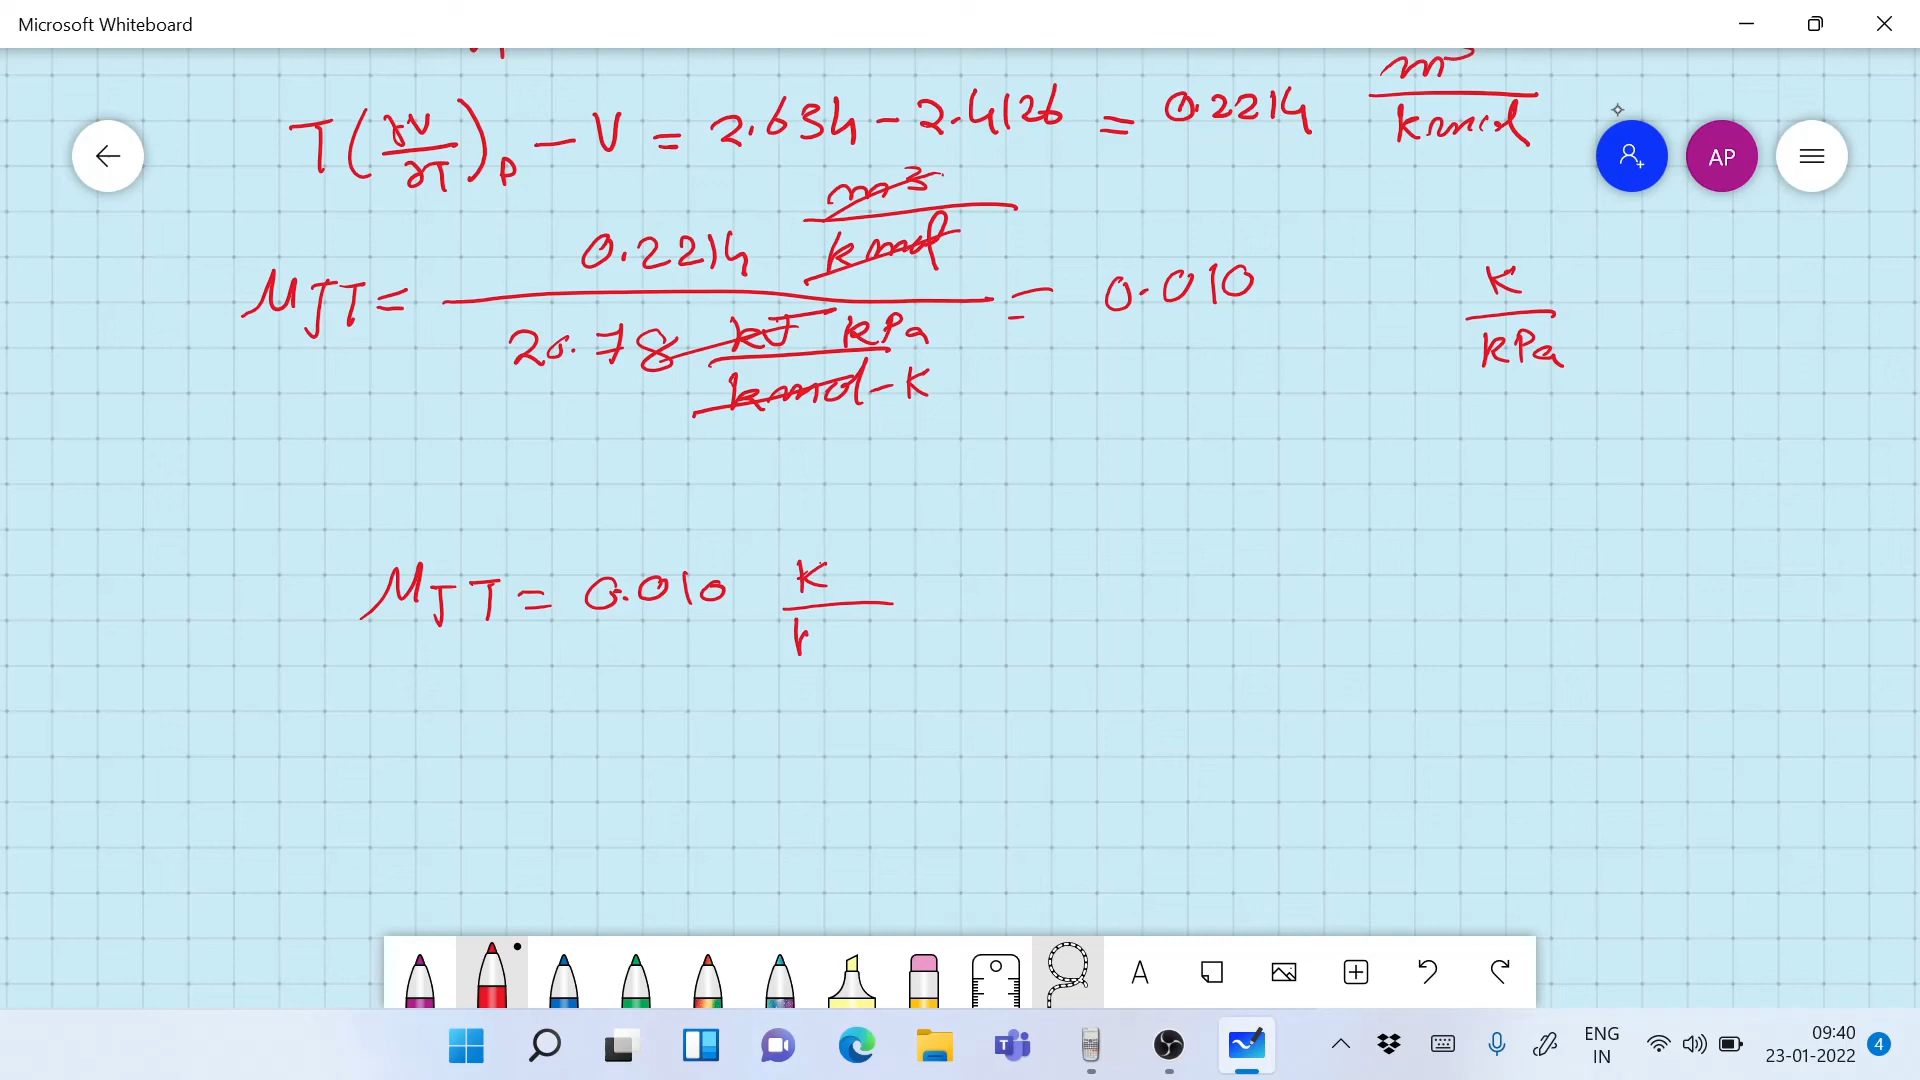 Microsoft Whiteboard
T(∂V/∂T)P − V = 2.634 − 2.4126 = 0.2214 m³/kmol
μJT = 0.2214 m³/kmol / 20.78 kJ kPa/kmol-K = 0.010 K/kPa
μJT = 0.010 K/k
AP
A
ENG
IN
09:40
23-01-2022
4